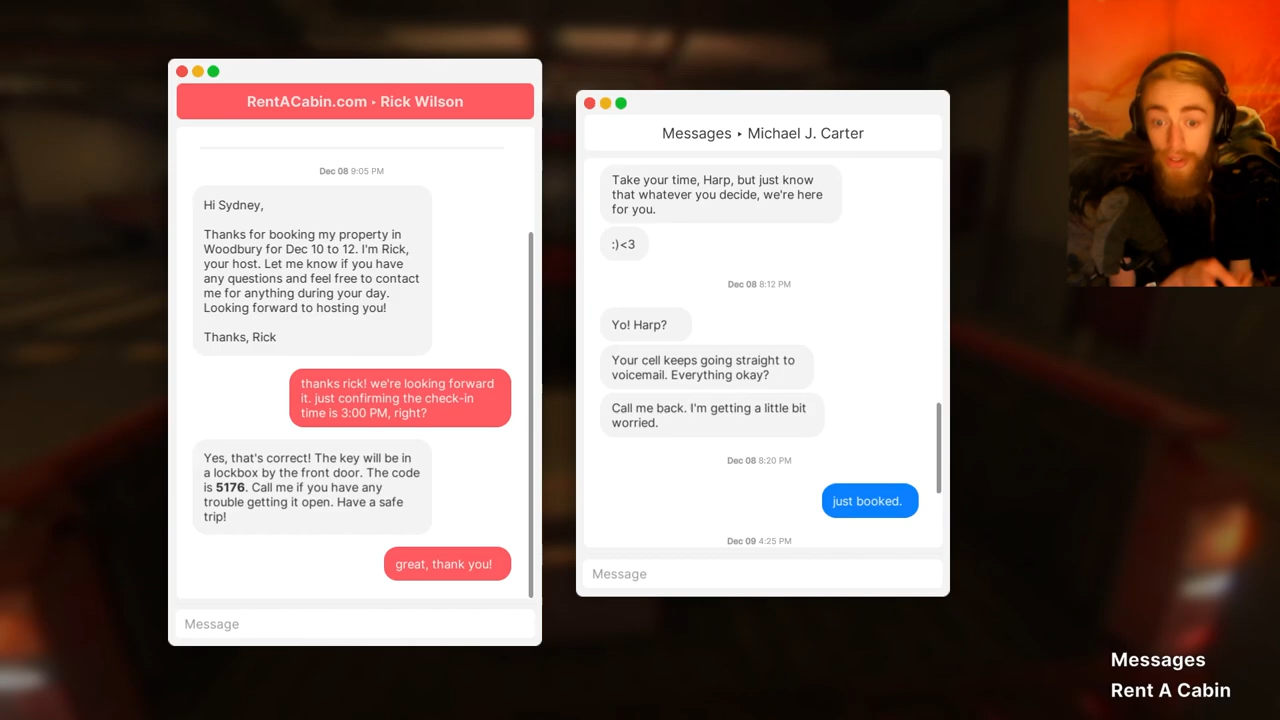 RentACabin.com ▸ Rick Wilson
Dec 08 9:05 PM
Hi Sydney,
Thanks for booking my property in
Woodbury for Dec 10 to 12. I'm Rick,
your host. Let me know if you have
any questions and feel free to contact
me for anything during your day.
Looking forward to hosting you!
Thanks, Rick
thanks rick! we're looking forward
it. just confirming the check-in
time is 3:00 PM, right?
Yes, that's correct! The key will be in
a lockbox by the front door. The code
is 5176. Call me if you have any
trouble getting it open. Have a safe
trip!
great, thank you!
Message
Messages ▸ Michael J. Carter
Take your time, Harp, but just know
that whatever you decide, we're here
for you.
:)<3
Dec 08 8:12 PM
Yo! Harp?
Your cell keeps going straight to
voicemail. Everything okay?
Call me back. I'm getting a little bit
worried.
Dec 08 8:20 PM
just booked.
Dec 09 4:25 PM
Message
Messages
Rent A Cabin